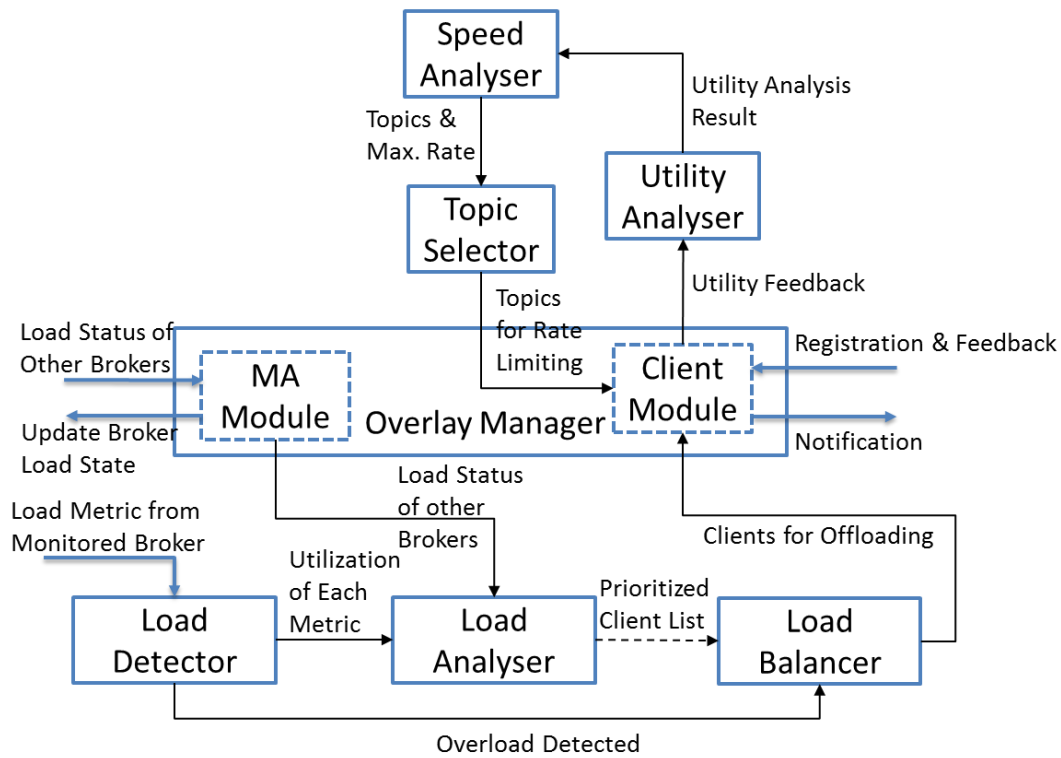 Speed
Analyser
Utility Analysis
Result
Topics &
Max. Rate
Utility
Analyser
Topic
Selector
Utility Feedback
Topics
for Rate
Limiting
Load Status of
Other Brokers
Registration & Feedback
MA
Module
Client
Module
Overlay Manager
Update Broker
Load State
Notification
Load Status
of other
Brokers
Load Metric from
Monitored Broker
Clients for Offloading
Utilization
of Each
Metric
Prioritized
Client List
Load
Detector
Load
Analyser
Load
Balancer
Overload Detected